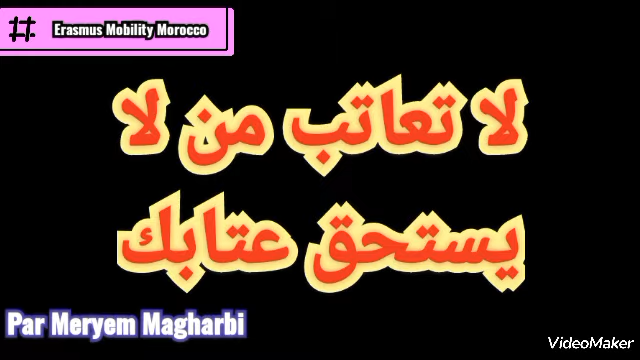 #
Erasmus Mobility Morocco
لا تعاتب من لا
يستحق عتابك
Par Meryem Magharbi
VideoMaker